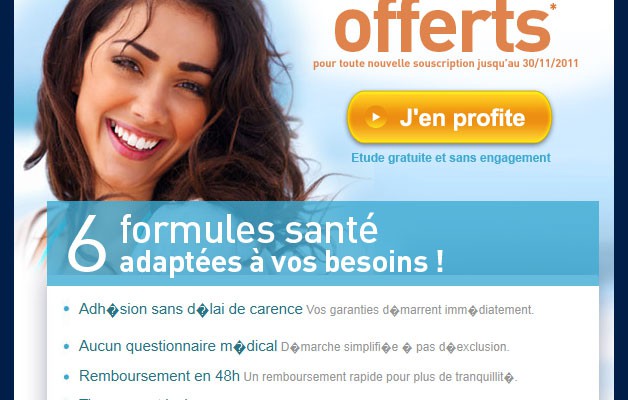 offerts*
pour toute nouvelle souscription jusqu'au 30/11/2011
J'en profite
Etude gratuite et sans engagement
6 formules santé
adaptées à vos besoins !
Adh�sion sans d�lai de carence Vos garanties d�marrent imm�diatement.
Aucun questionnaire m�dical D�marche simplifi�e � pas d�exclusion.
Remboursement en 48h Un remboursement rapide pour plus de tranquillit�.